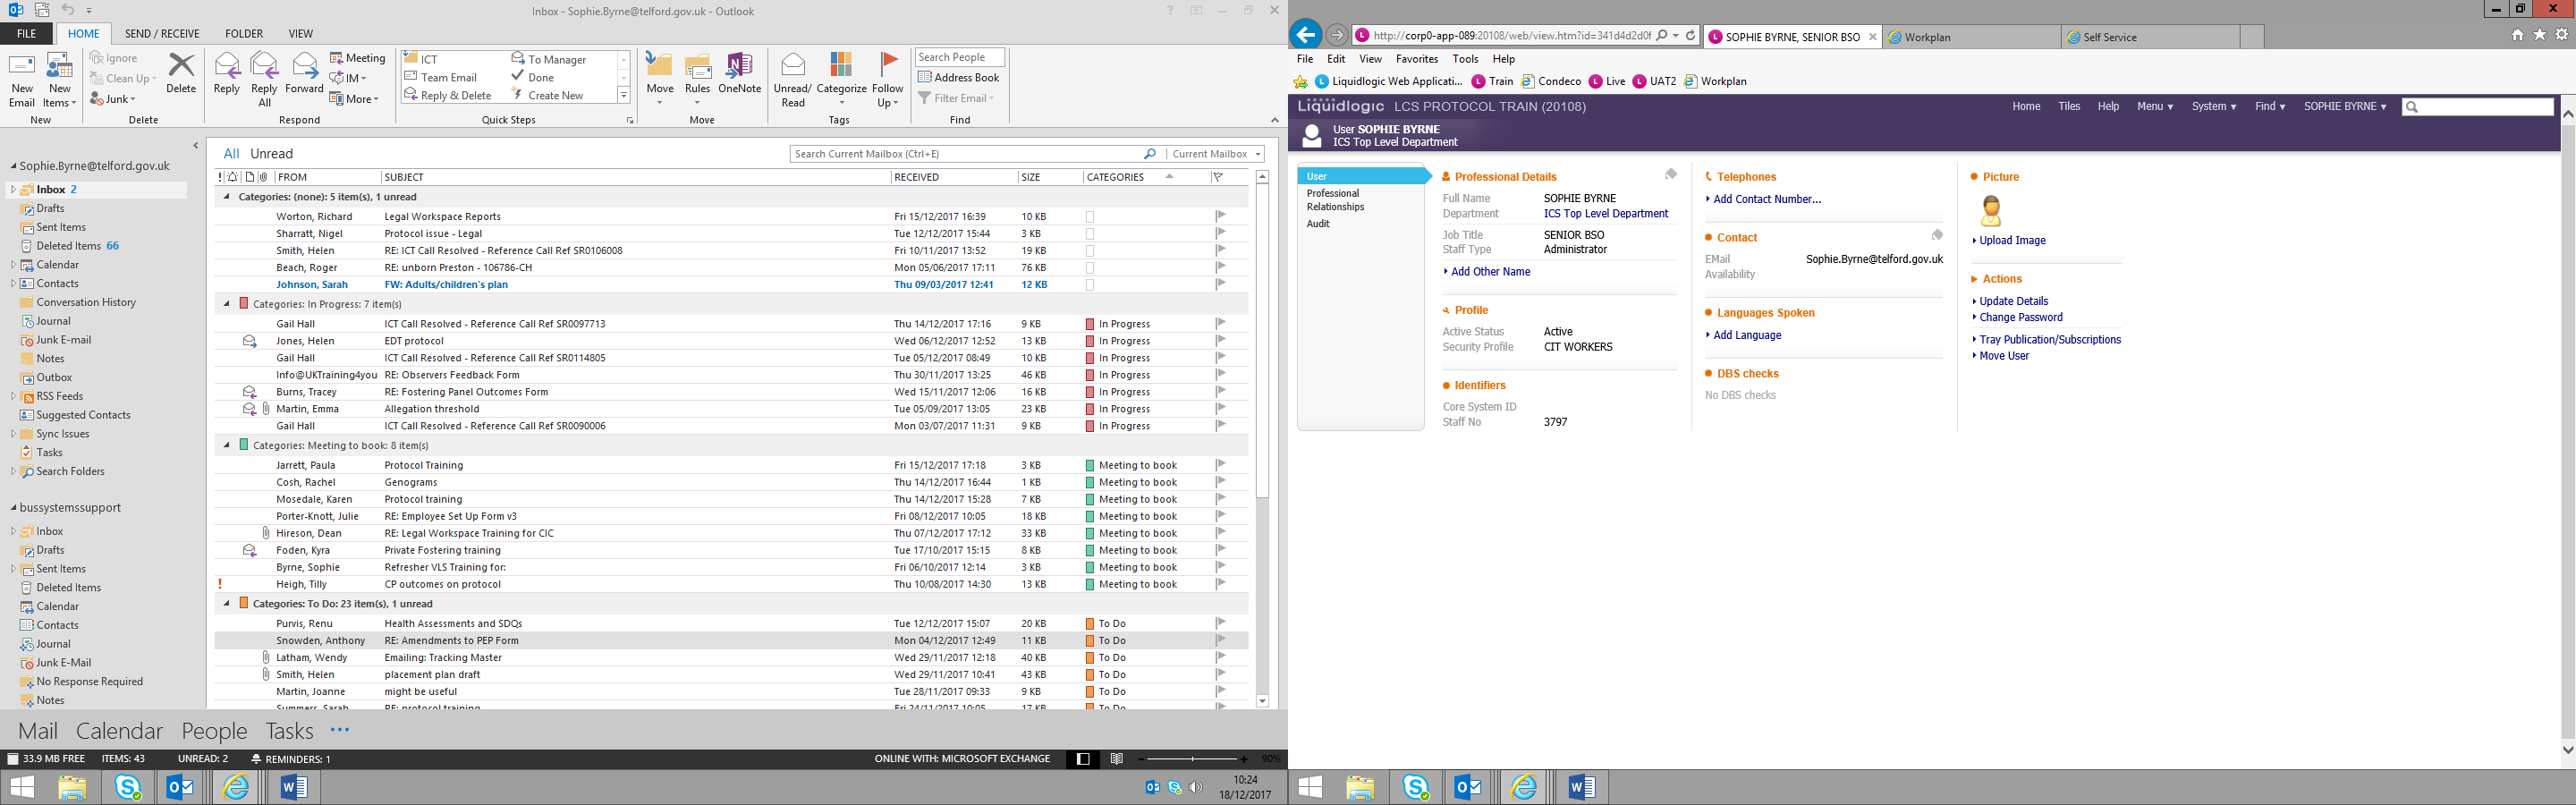 Inbox - Sophie.Byrne@telford.gov.uk - Outlook
FILE HOME SEND / RECEIVE FOLDER VIEW
New Email New Items
Ignore
Clean Up
Junk
Delete
Reply Reply All Forward
Meeting
IM
More
ICT To Manager
Team Email Done
Reply & Delete Create New
Move Rules OneNote
Unread/ Read Categorize Follow Up
Search People
Address Book
Filter Email
New Delete Respond Quick Steps Move Tags Find
Sophie.Byrne@telford.gov.uk
Inbox 2
Drafts
Sent Items
Deleted Items 66
Calendar
Contacts
Conversation History
Journal
Junk E-mail
Notes
Outbox
RSS Feeds
Suggested Contacts
Sync Issues
Tasks
Search Folders
bussystemssupport
Inbox
Drafts
Sent Items
Deleted Items
Calendar
Contacts
Journal
Junk E-Mail
No Response Required
Notes
All Unread
Search Current Mailbox (Ctrl+E) Current Mailbox
FROM SUBJECT RECEIVED SIZE CATEGORIES
Categories: (none): 5 item(s), 1 unread
Worton, Richard Legal Workspace Reports Fri 15/12/2017 16:39 10 KB
Sharratt, Nigel Protocol issue - Legal Tue 12/12/2017 15:44 3 KB
Smith, Helen RE: ICT Call Resolved - Reference Call Ref SR0106008 Fri 10/11/2017 13:52 19 KB
Beach, Roger RE: unborn Preston - 106786-CH Mon 05/06/2017 17:11 76 KB
Johnson, Sarah FW: Adults/children's plan Thu 09/03/2017 12:41 12 KB
Categories: In Progress: 7 item(s)
Gail Hall ICT Call Resolved - Reference Call Ref SR0097713 Thu 14/12/2017 17:16 9 KB In Progress
Jones, Helen EDT protocol Wed 06/12/2017 12:52 13 KB In Progress
Gail Hall ICT Call Resolved - Reference Call Ref SR0114805 Tue 05/12/2017 08:49 10 KB In Progress
Info@UKTraining4you RE: Observers Feedback Form Thu 30/11/2017 13:25 46 KB In Progress
Burns, Tracey RE: Fostering Panel Outcomes Form Wed 15/11/2017 12:06 16 KB In Progress
Martin, Emma Allegation threshold Tue 05/09/2017 13:05 23 KB In Progress
Gail Hall ICT Call Resolved - Reference Call Ref SR0090006 Mon 03/07/2017 11:31 9 KB In Progress
Categories: Meeting to book: 8 item(s)
Jarrett, Paula Protocol Training Fri 15/12/2017 17:18 3 KB Meeting to book
Cosh, Rachel Genograms Thu 14/12/2017 16:44 1 KB Meeting to book
Mosedale, Karen Protocol training Thu 14/12/2017 15:28 7 KB Meeting to book
Porter-Knott, Julie RE: Employee Set Up Form v3 Fri 08/12/2017 10:05 18 KB Meeting to book
Hireson, Dean RE: Legal Workspace Training for CIC Thu 07/12/2017 17:12 33 KB Meeting to book
Foden, Kyra Private Fostering training Tue 17/10/2017 15:15 8 KB Meeting to book
Byrne, Sophie Refresher VLS Training for: Fri 06/10/2017 12:14 3 KB Meeting to book
Heigh, Tilly CP outcomes on protocol Thu 10/08/2017 14:30 13 KB Meeting to book
Categories: To Do: 23 item(s), 1 unread
Purvis, Renu Health Assessments and SDQs Tue 12/12/2017 15:07 20 KB To Do
Snowden, Anthony RE: Amendments to PEP Form Mon 04/12/2017 12:49 11 KB To Do
Latham, Wendy Emailing: Tracking Master Wed 29/11/2017 12:18 40 KB To Do
Smith, Helen placement plan draft Wed 29/11/2017 10:41 43 KB To Do
Martin, Joanne might be useful Tue 28/11/2017 09:33 9 KB To Do
Summers, Sarah RE: protocol training Fri 24/11/2017 10:05 17 KB To Do
Mail Calendar People Tasks
33.9 MB FREE ITEMS: 43 UNREAD: 2 REMINDERS: 1 ONLINE WITH: MICROSOFT EXCHANGE 90%
10:24
18/12/2017
http://corp0-app-089:20108/web/view.htm?id=341d4d2d0f SOPHIE BYRNE, SENIOR BSO Workplan Self Service
File Edit View Favorites Tools Help
Liquidlogic Web Applicati... Train Condeco Live UAT2 Workplan
Liquidlogic LCS PROTOCOL TRAIN (20108) Home Tiles Help Menu System Find SOPHIE BYRNE
User SOPHIE BYRNE
ICS Top Level Department
User
Professional Relationships
Audit
Professional Details
Full Name SOPHIE BYRNE
Department ICS Top Level Department
Job Title SENIOR BSO
Staff Type Administrator
Add Other Name
Profile
Active Status Active
Security Profile CIT WORKERS
Identifiers
Core System ID
Staff No 3797
Telephones
Add Contact Number...
Contact
EMail Sophie.Byrne@telford.gov.uk
Availability
Languages Spoken
Add Language
DBS checks
No DBS checks
Picture
Upload Image
Actions
Update Details
Change Password
Tray Publication/Subscriptions
Move User